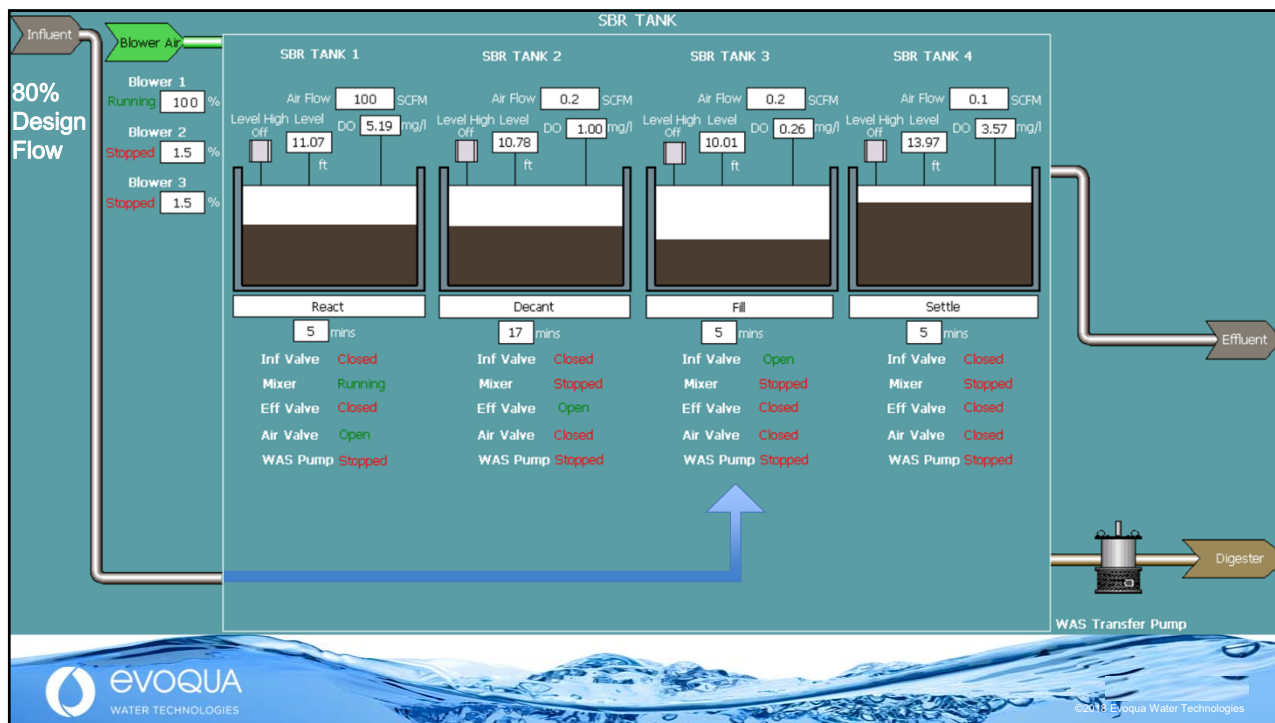 SBR TANK
Influent
Blower Air
80%
Design
Flow
Blower 1
Running 100 %
Blower 2
Stopped 1.5 %
Blower 3
Stopped 1.5 %
SBR TANK 1
Air Flow 100 SCFM
Level High Level DO 5.19 mg/l
Off 11.07
ft
React
5 mins
Inf Valve Closed
Mixer Running
Eff Valve Closed
Air Valve Open
WAS Pump Stopped
SBR TANK 2
Air Flow 0.2 SCFM
Level High Level DO 1.00 mg/l
Off 10.78
ft
Decant
17 mins
Inf Valve Closed
Mixer Stopped
Eff Valve Open
Air Valve Closed
WAS Pump Stopped
SBR TANK 3
Air Flow 0.2 SCFM
Level High Level DO 0.26 mg/l
Off 10.01
ft
Fill
5 mins
Inf Valve Open
Mixer Stopped
Eff Valve Closed
Air Valve Closed
WAS Pump Stopped
SBR TANK 4
Air Flow 0.1 SCFM
Level High Level DO 3.57 mg/l
Off 13.97
ft
Settle
5 mins
Inf Valve Closed
Mixer Stopped
Eff Valve Closed
Air Valve Closed
WAS Pump Stopped
Effluent
Digester
WAS Transfer Pump
evoqua
WATER TECHNOLOGIES
©2018 Evoqua Water Technologies